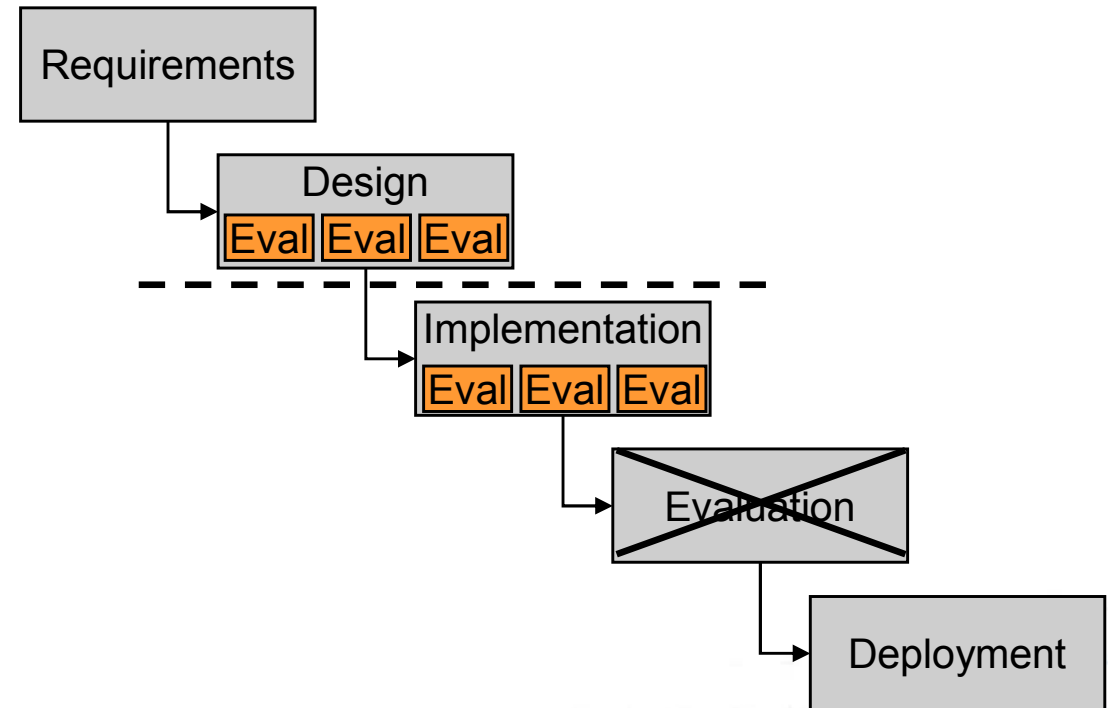 Requirements
Design
Eval Eval Eval
Implementation
Eval Eval Eval
Evaluation
Deployment